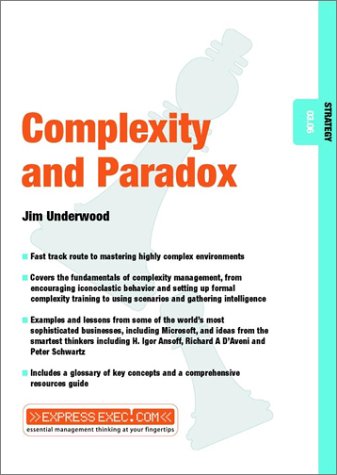 STRATEGY
03.06
Complexity
and Paradox
Jim Underwood
Fast track route to mastering highly complex environments
Covers the fundamentals of complexity management, from
encouraging iconoclastic behavior and setting up formal
complexity training to using scenarios and gathering intelligence
Examples and lessons from some of the world's most
sophisticated businesses, including Microsoft, and ideas from the
smartest thinkers including H. Igor Ansoff, Richard A D'Aveni and
Peter Schwartz
Includes a glossary of key concepts and a comprehensive
resources guide
>>EXPRESS EXEC.COM<<
essential management thinking at your fingertips